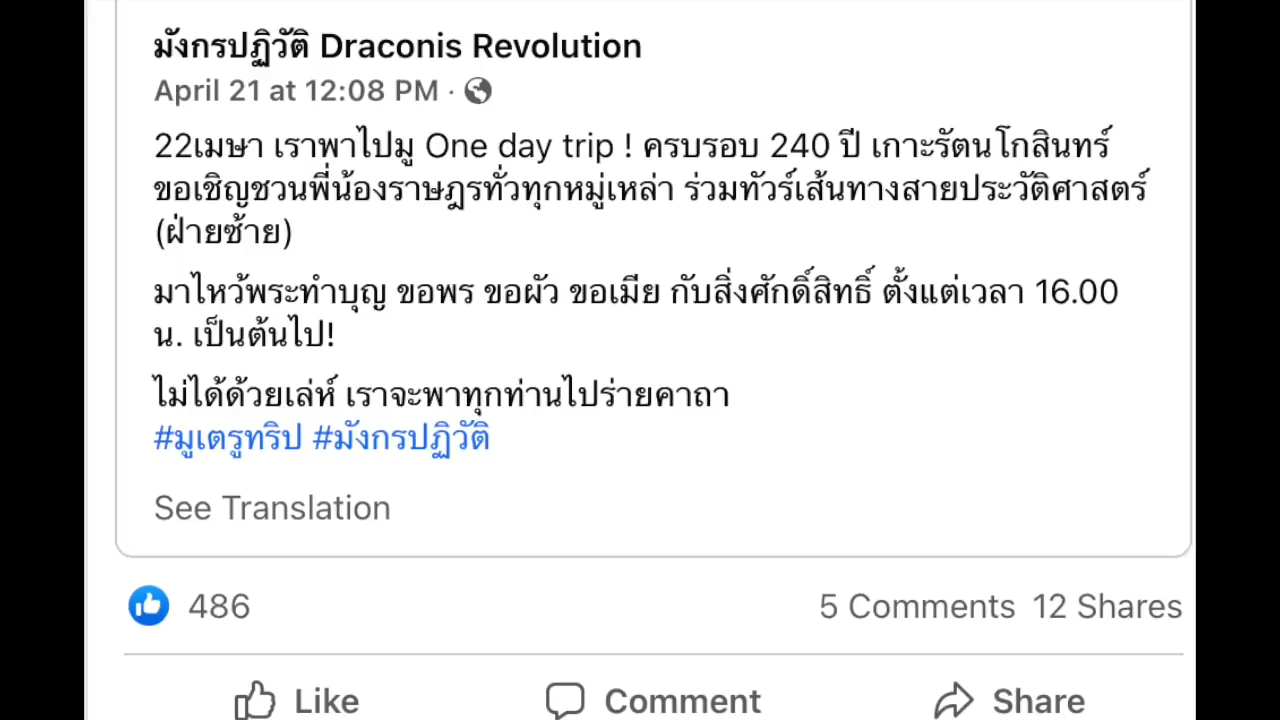 มังกรปฏิวัติ Draconis Revolution
April 21 at 12:08 PM ·
22เมษา เราพาไปมู One day trip ! ครบรอบ 240 ปี เกาะรัตนโกสินทร์
ขอเชิญชวนพี่น้องราษฎรทั่วทุกหมู่เหล่า ร่วมทัวร์เส้นทางสายประวัติศาสตร์
(ฝ่ายซ้าย)
มาไหว้พระทำบุญ ขอพร ขอผัว ขอเมีย กับสิ่งศักดิ์สิทธิ์ ตั้งแต่เวลา 16.00
น. เป็นต้นไป!
ไม่ได้ด้วยเล่ห์ เราจะพาทุกท่านไปร่ายคาถา
#มูเตรูทริป #มังกรปฏิวัติ
See Translation
486
5 Comments 12 Shares
Like Comment Share